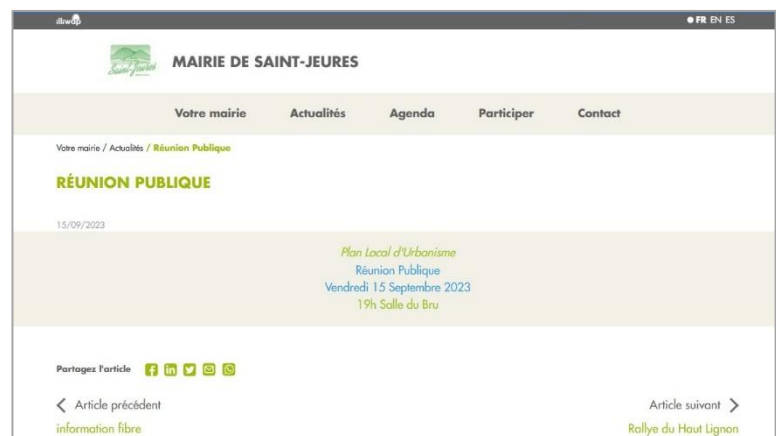 illiwap
FR EN ES
Saint-Jeures
MAIRIE DE SAINT-JEURES
Votre mairie Actualités Agenda Participer Contact
Votre mairie / Actualités / Réunion Publique
RÉUNION PUBLIQUE
15/09/2023
Plan Local d'Urbanisme
Réunion Publique
Vendredi 15 Septembre 2023
19h Salle du Bru
Partagez l'article
Article précédent Article suivant
information fibre Rallye du Haut Lignon